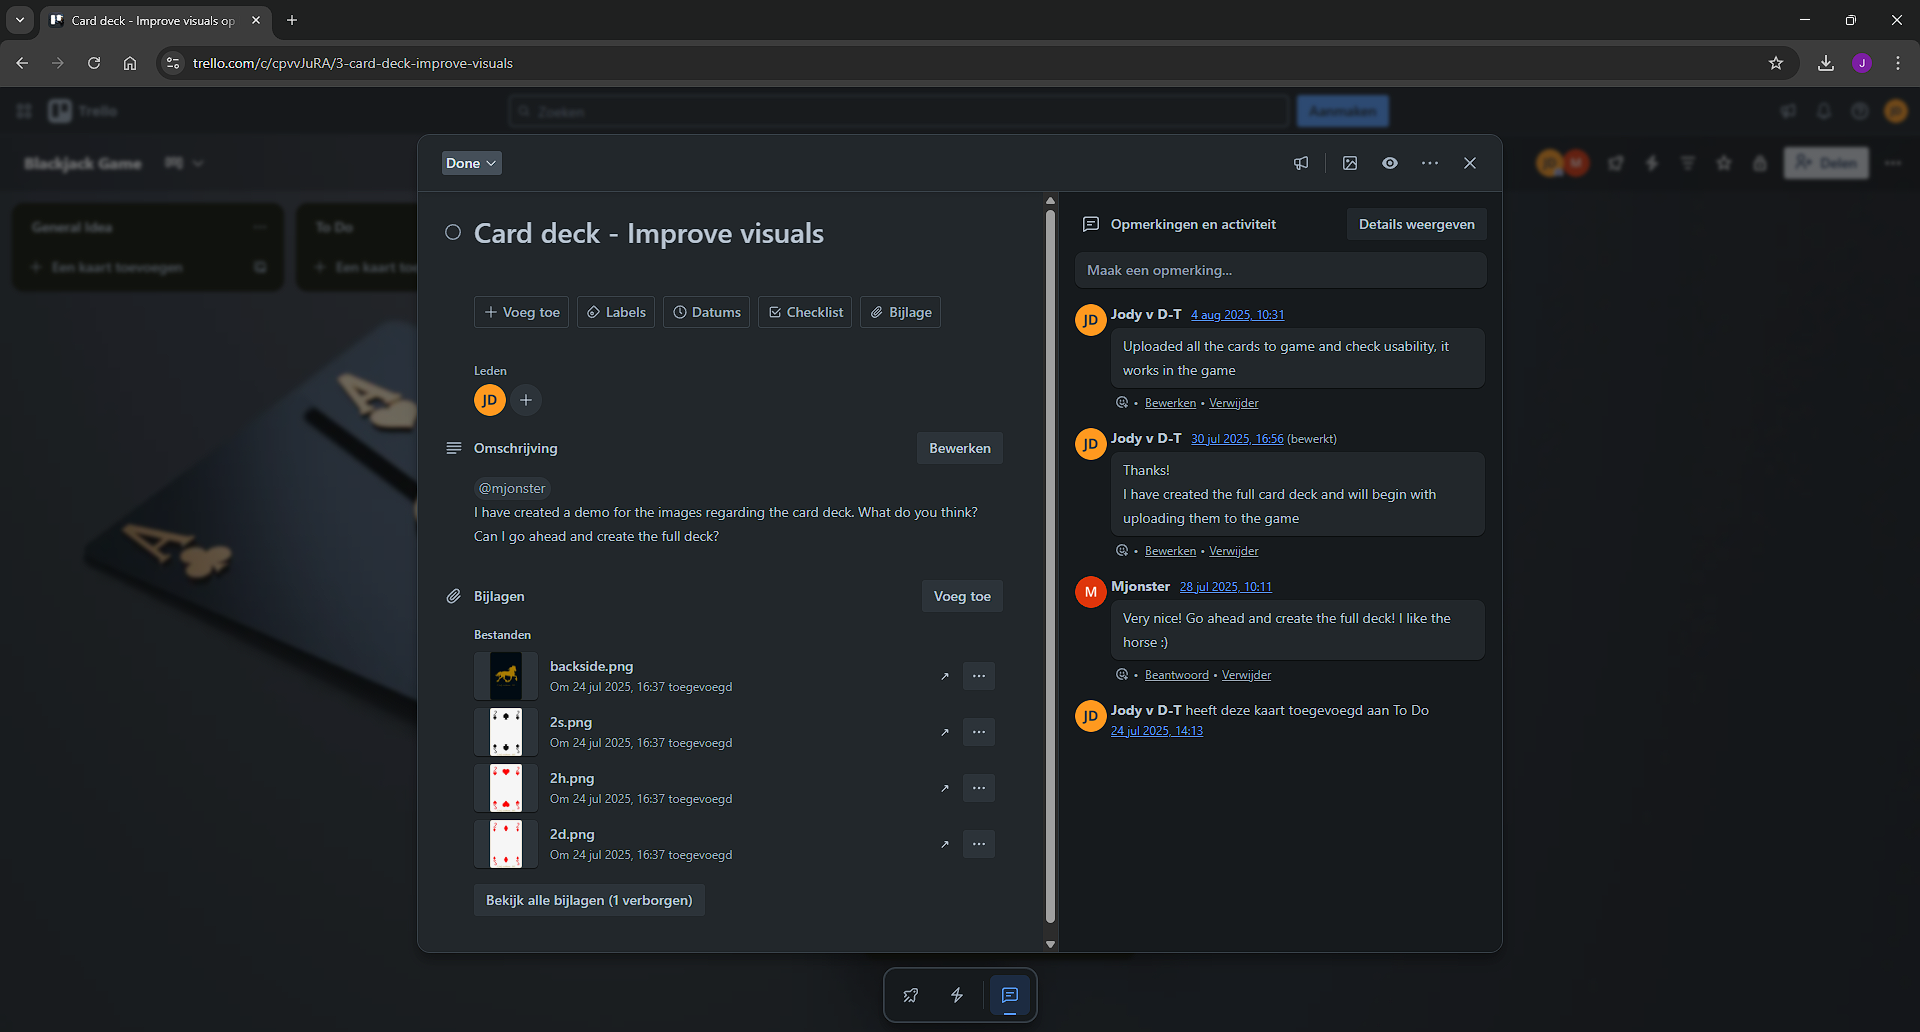 Card deck - Improve visuals op
trello.com/c/cpvvJuRA/3-card-deck-improve-visuals
J
Trello
Zoeken
Aanmaken
Blackjack Game
JD
M
Delen
General Idea
Een kaart toevoegen
To Do
Een kaart toe
Done
Card deck - Improve visuals
Voeg toe
Labels
Datums
Checklist
Bijlage
Leden
JD
Omschrijving
Bewerken
@mjonster
I have created a demo for the images regarding the card deck. What do you think?
Can I go ahead and create the full deck?
Bijlagen
Voeg toe
Bestanden
backside.png
Om 24 jul 2025, 16:37 toegevoegd
2s.png
Om 24 jul 2025, 16:37 toegevoegd
2h.png
Om 24 jul 2025, 16:37 toegevoegd
2d.png
Om 24 jul 2025, 16:37 toegevoegd
Bekijk alle bijlagen (1 verborgen)
Opmerkingen en activiteit
Details weergeven
Maak een opmerking...
JD
Jody v D-T 4 aug 2025, 10:31
Uploaded all the cards to game and check usability, it
works in the game
• Bewerken • Verwijder
JD
Jody v D-T 30 jul 2025, 16:56 (bewerkt)
Thanks!
I have created the full card deck and will begin with
uploading them to the game
• Bewerken • Verwijder
M
Mjonster 28 jul 2025, 10:11
Very nice! Go ahead and create the full deck! I like the
horse :)
• Beantwoord • Verwijder
JD
Jody v D-T heeft deze kaart toegevoegd aan To Do
24 jul 2025, 14:13
A
A